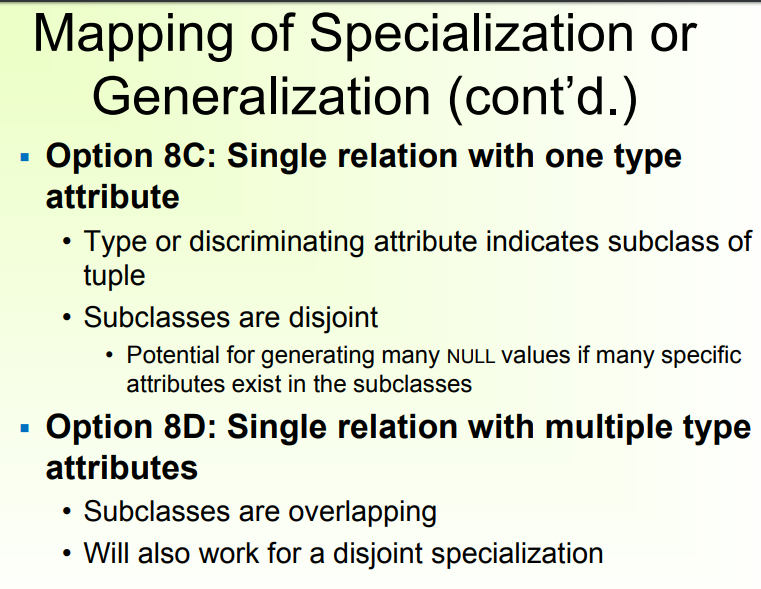 Mapping of Specialization or
Generalization (cont’d.)
▪ Option 8C: Single relation with one type
attribute
• Type or discriminating attribute indicates subclass of
tuple
• Subclasses are disjoint
• Potential for generating many NULL values if many specific
attributes exist in the subclasses
▪ Option 8D: Single relation with multiple type
attributes
• Subclasses are overlapping
• Will also work for a disjoint specialization